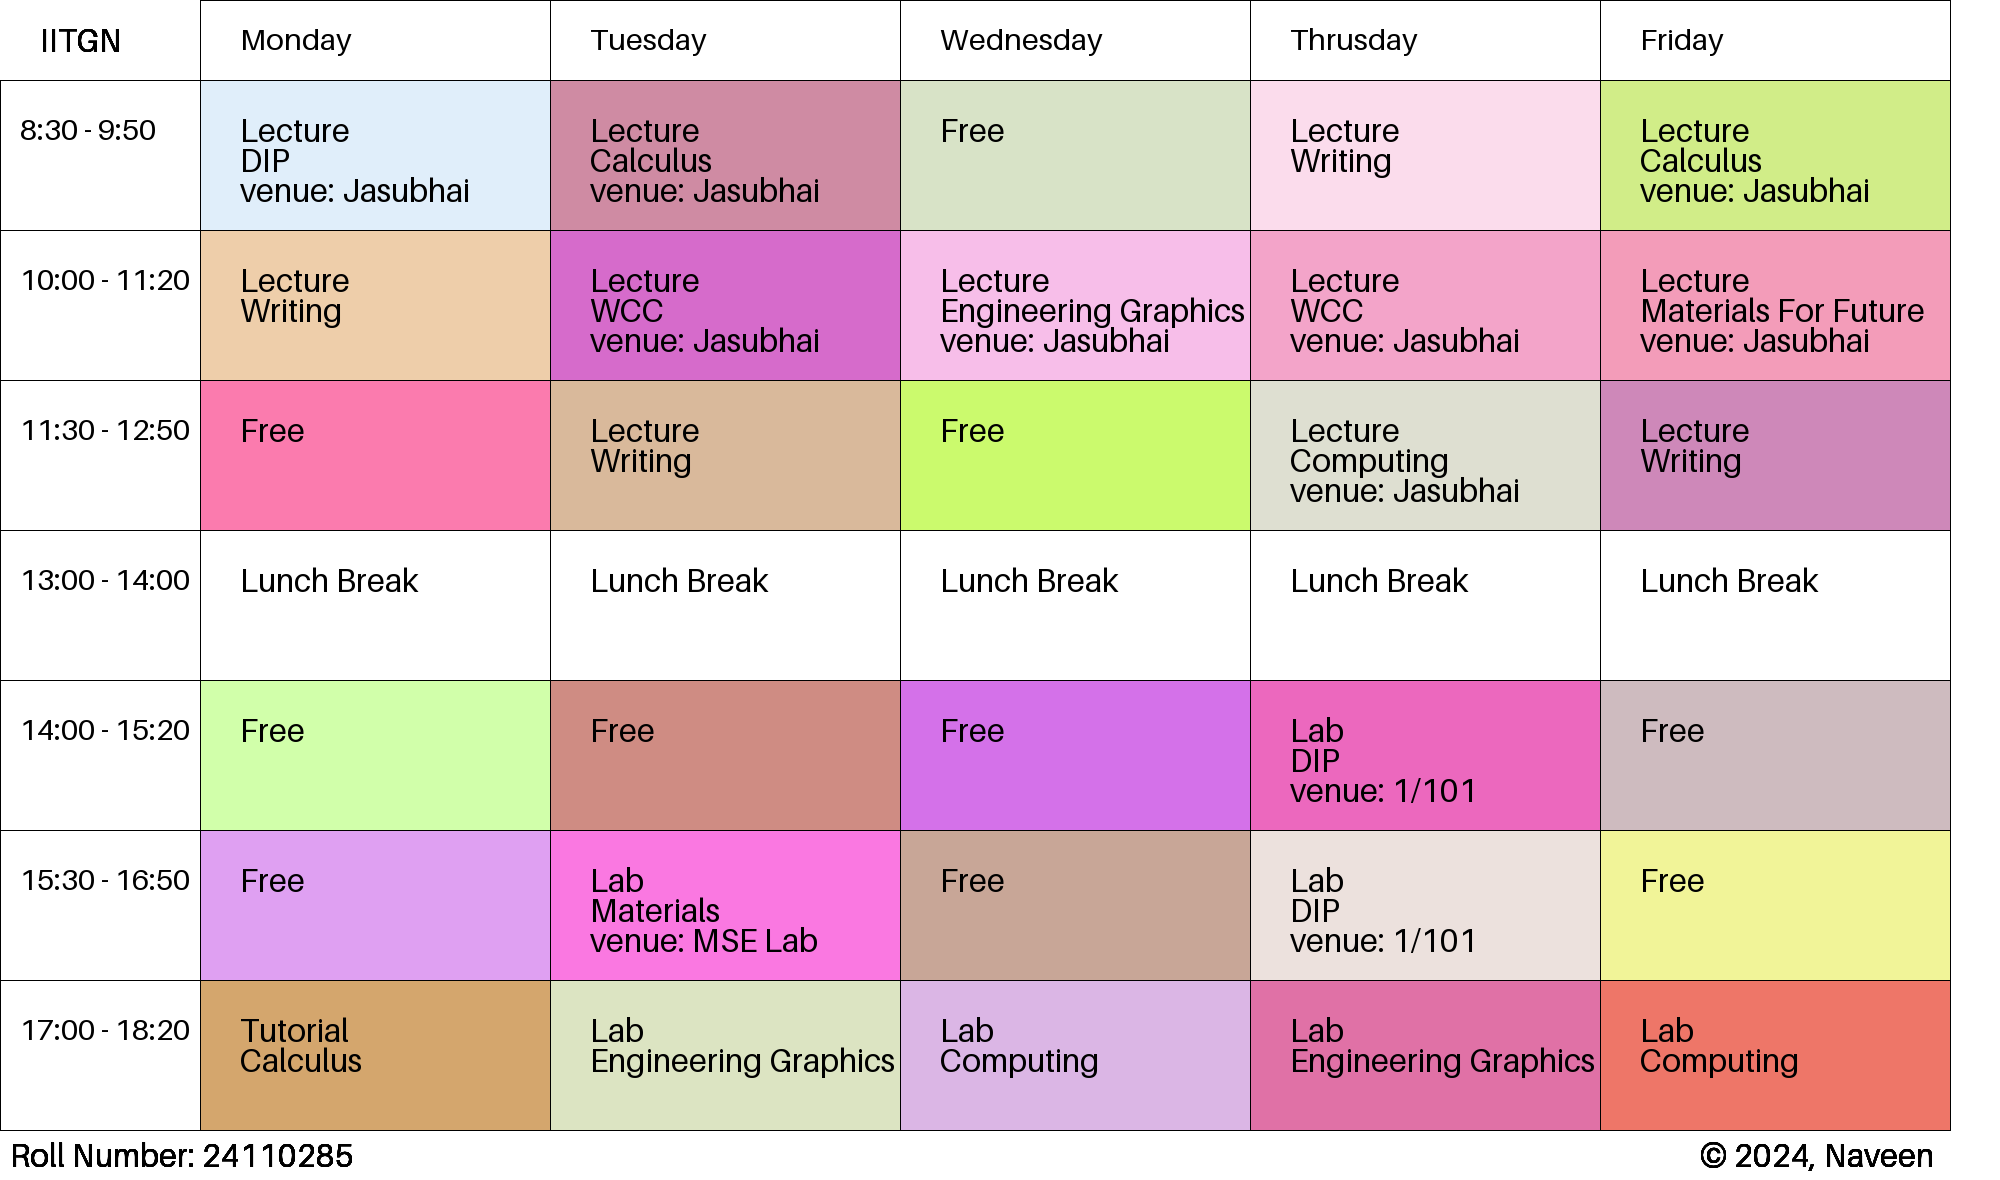 IITGN Monday Tuesday Wednesday Thrusday Friday
8:30 - 9:50
Lecture
DIP
venue: Jasubhai
Lecture
Calculus
venue: Jasubhai
Free
Lecture
Writing
Lecture
Calculus
venue: Jasubhai
10:00 - 11:20
Lecture
Writing
Lecture
WCC
venue: Jasubhai
Lecture
Engineering Graphics
venue: Jasubhai
Lecture
WCC
venue: Jasubhai
Lecture
Materials For Future
venue: Jasubhai
11:30 - 12:50
Free
Lecture
Writing
Free
Lecture
Computing
venue: Jasubhai
Lecture
Writing
13:00 - 14:00
Lunch Break
Lunch Break
Lunch Break
Lunch Break
Lunch Break
14:00 - 15:20
Free
Free
Free
Lab
DIP
venue: 1/101
Free
15:30 - 16:50
Free
Lab
Materials
venue: MSE Lab
Free
Lab
DIP
venue: 1/101
Free
17:00 - 18:20
Tutorial
Calculus
Lab
Engineering Graphics
Lab
Computing
Lab
Engineering Graphics
Lab
Computing
Roll Number: 24110285
© 2024, Naveen